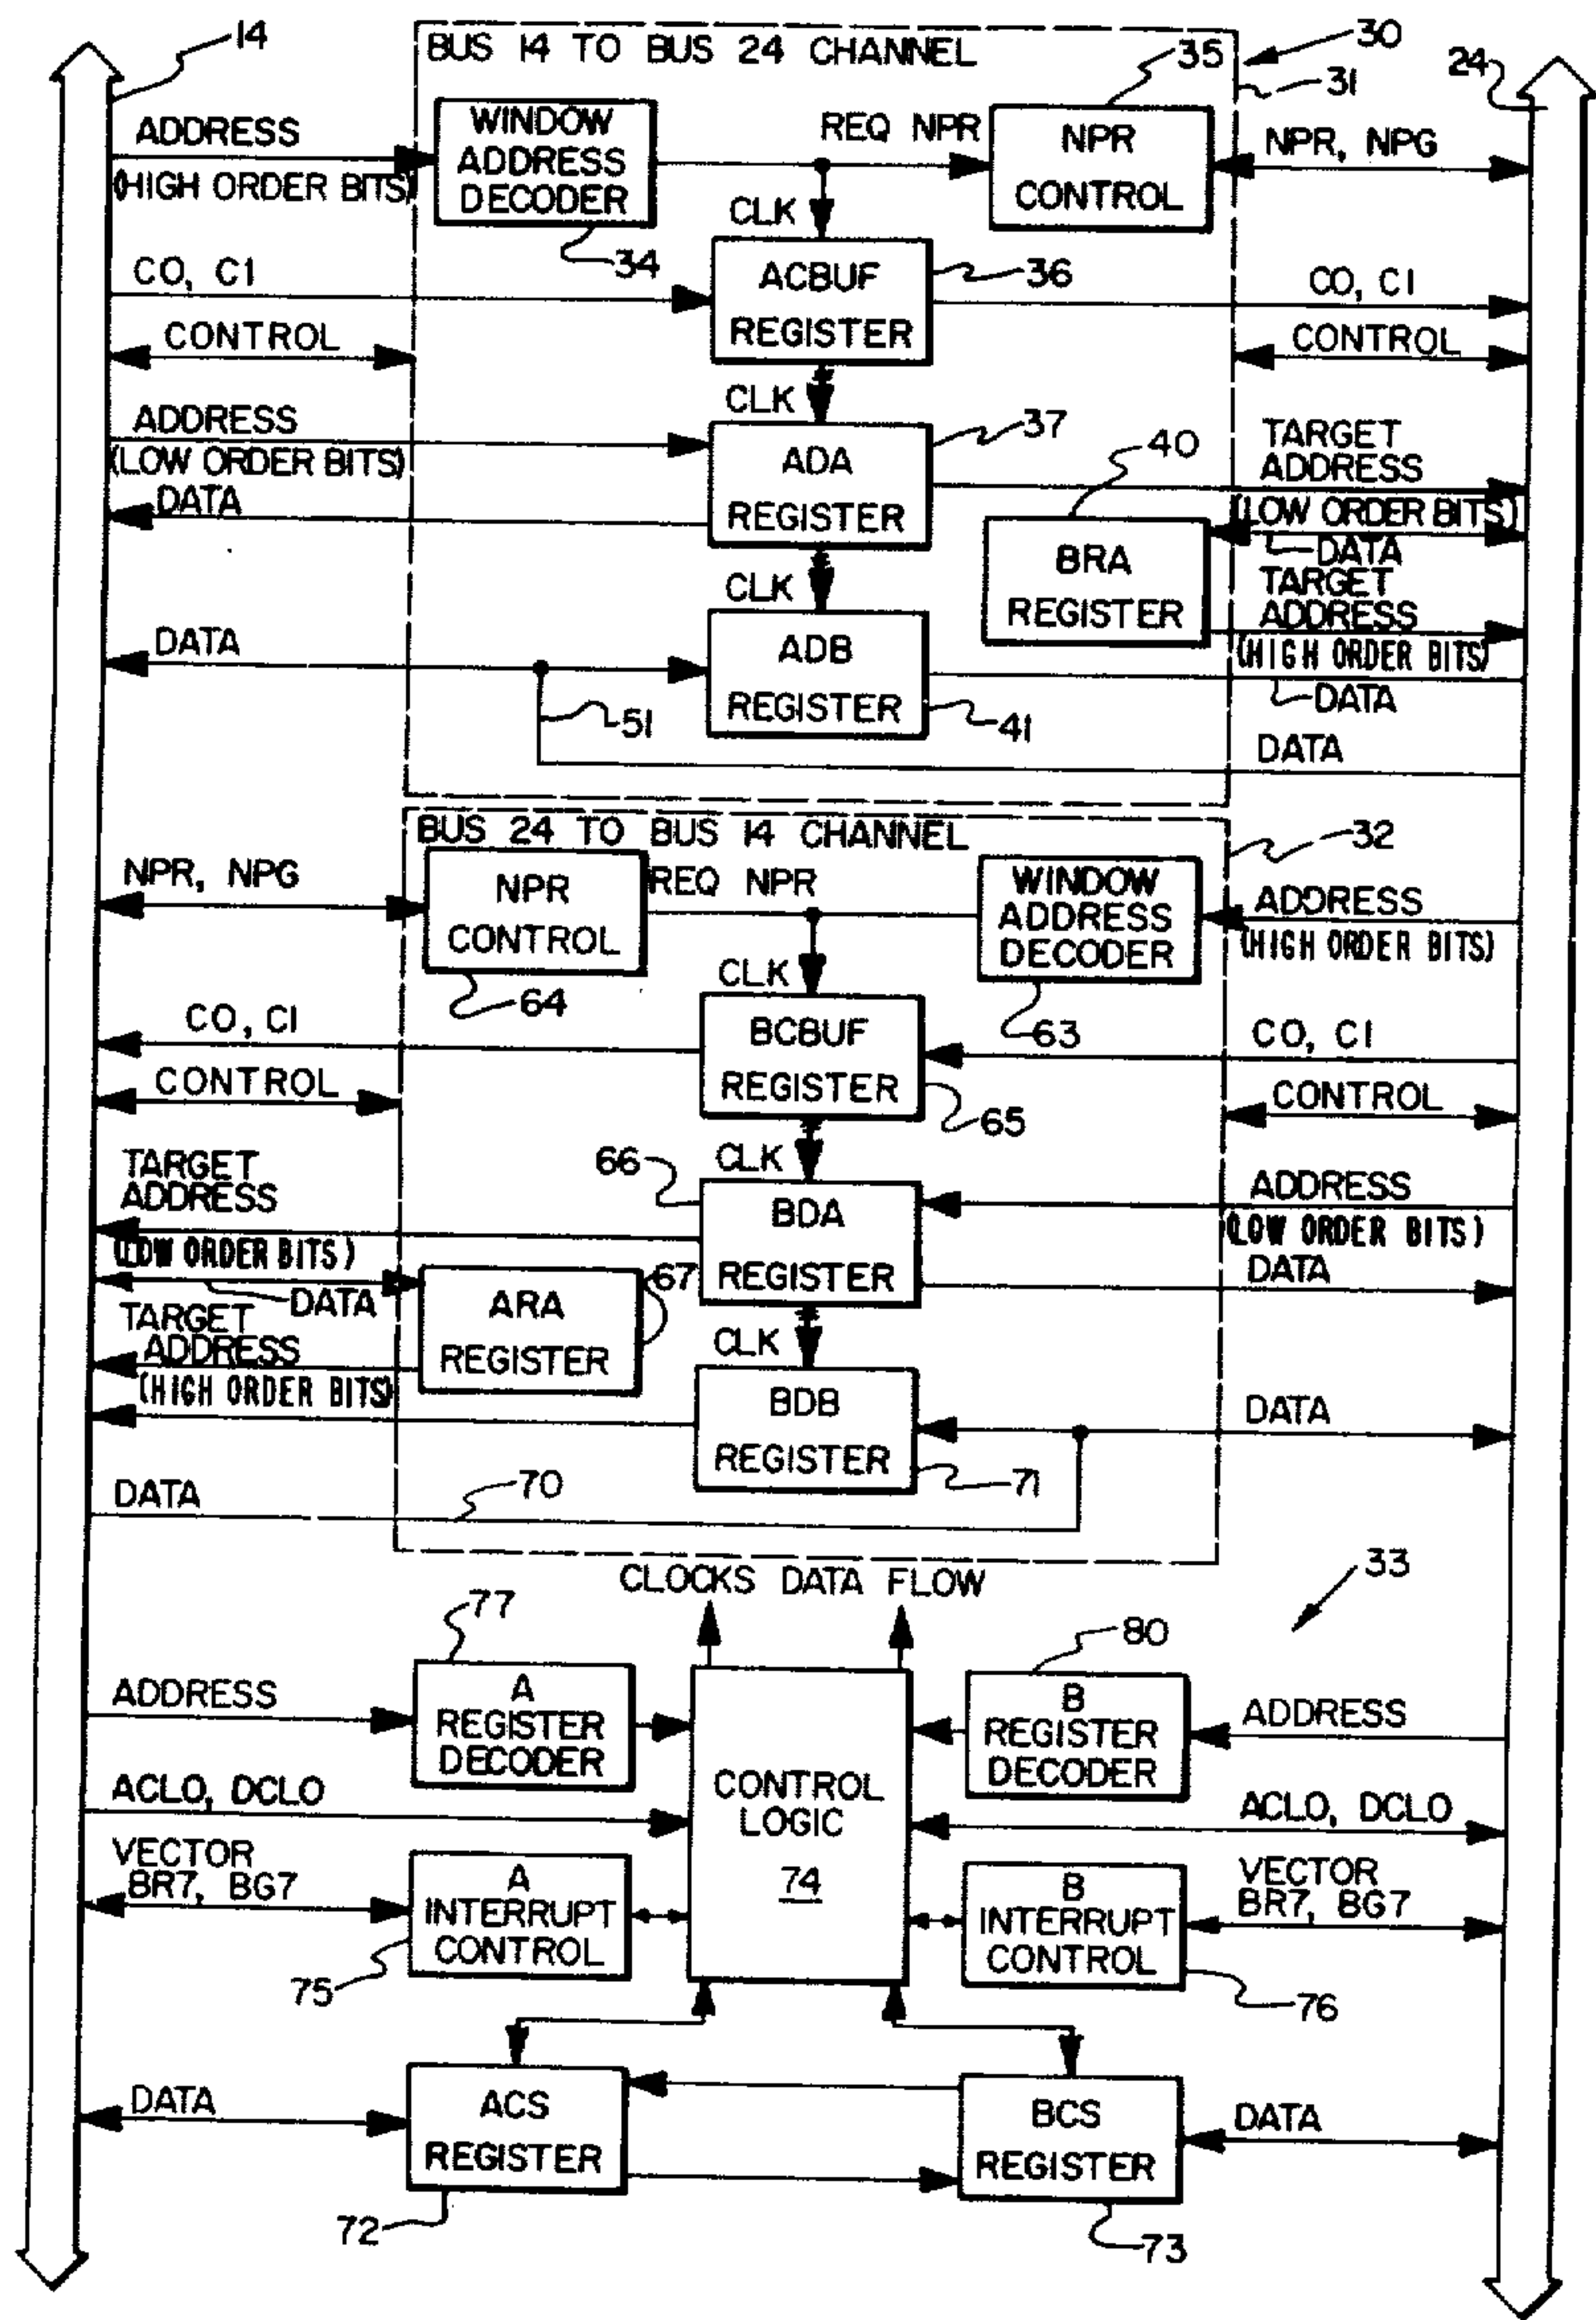 14
BUS 14 TO BUS 24 CHANNEL
30
35
31
24
ADDRESS
(HIGH ORDER BITS)
WINDOW
ADDRESS
DECODER
34
REQ NPR
NPR
CONTROL
NPR, NPG
CLK
CO, C1
ACBUF
REGISTER
36
CO, C1
CONTROL
CONTROL
CLK
ADDRESS
(LOW ORDER BITS)
ADA
REGISTER
37
40
TARGET
ADDRESS
(LOW ORDER BITS)
DATA
DATA
BRA
REGISTER
TARGET
ADDRESS
(HIGH ORDER BITS)
CLK
DATA
ADB
REGISTER
41
51
DATA
DATA
BUS 24 TO BUS 14 CHANNEL
32
NPR, NPG
NPR
CONTROL
64
REQ NPR
WINDOW
ADDRESS
DECODER
63
ADDRESS
(HIGH ORDER BITS)
CLK
CO, C1
BCBUF
REGISTER
65
CO, C1
CONTROL
CONTROL
CLK
66
TARGET
ADDRESS
(LOW ORDER BITS)
BDA
REGISTER
ADDRESS
(LOW ORDER BITS)
DATA
DATA
ARA
REGISTER
67
TARGET
ADDRESS
(HIGH ORDER BITS)
CLK
BDB
REGISTER
71
DATA
DATA
70
CLOCKS DATA FLOW
33
77
80
ADDRESS
A
REGISTER
DECODER
B
REGISTER
DECODER
ADDRESS
CONTROL
LOGIC
74
ACLO, DCLO
ACLO, DCLO
VECTOR
BR7, BG7
A
INTERRUPT
CONTROL
75
B
INTERRUPT
CONTROL
76
VECTOR
BR7, BG7
DATA
ACS
REGISTER
72
BCS
REGISTER
73
DATA